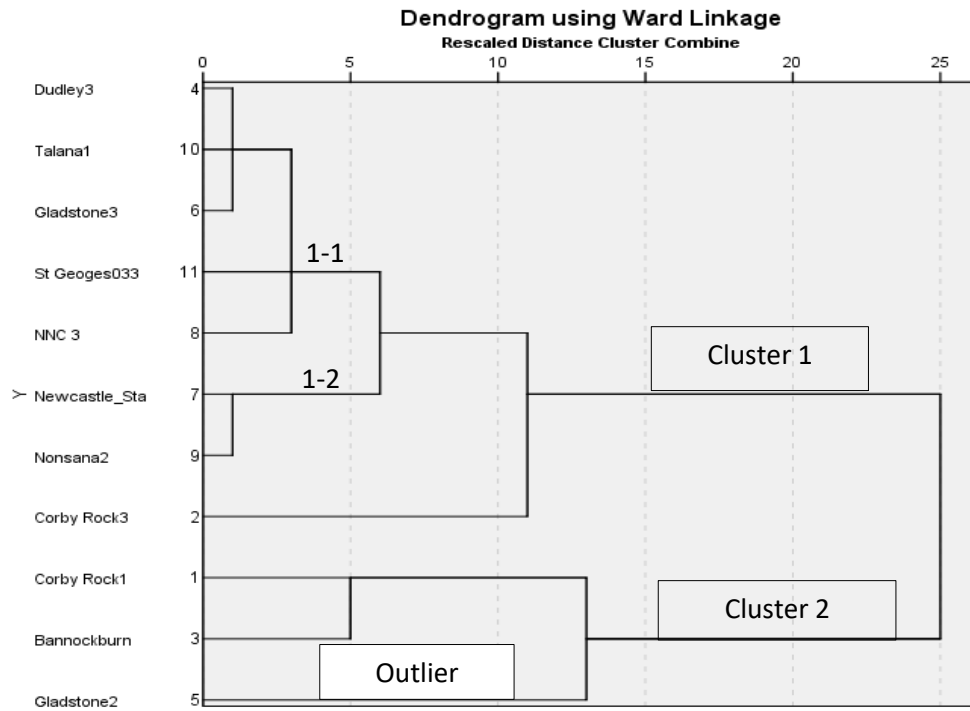 Dendrogram using Ward Linkage
Rescaled Distance Cluster Combine
0 5 10 15 20 25
Dudley3 4
Talana1 10
Gladstone3 6
St Geoges033 11
1-1
NNC 3 8
Cluster 1
1-2
Y Newcastle_Sta 7
Nonsana2 9
Corby Rock3 2
Corby Rock1 1
Cluster 2
Bannockburn 3
Outlier
Gladstone2 5